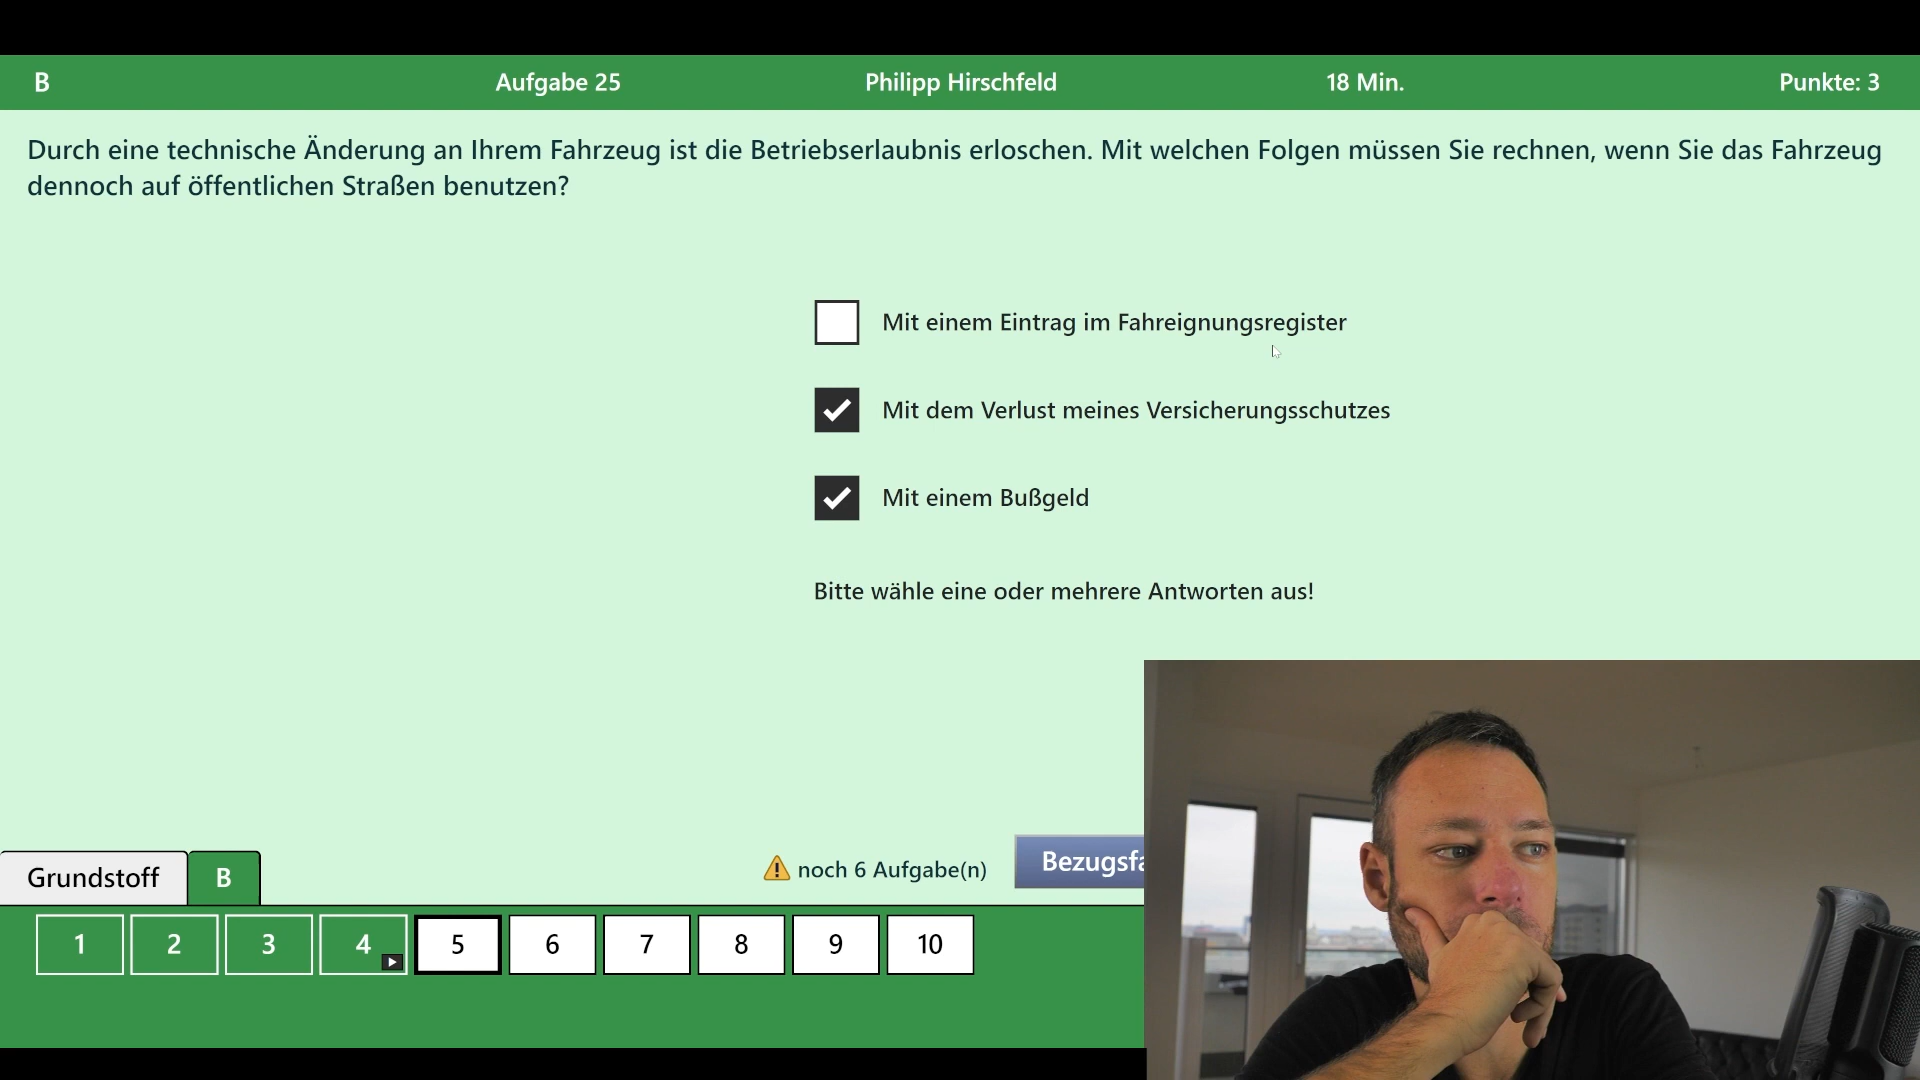 B Aufgabe 25 Philipp Hirschfeld 18 Min. Punkte: 3
Durch eine technische Änderung an Ihrem Fahrzeug ist die Betriebserlaubnis erloschen. Mit welchen Folgen müssen Sie rechnen, wenn Sie das Fahrzeug
dennoch auf öffentlichen Straßen benutzen?
Mit einem Eintrag im Fahreignungsregister
Mit dem Verlust meines Versicherungsschutzes
Mit einem Bußgeld
Bitte wähle eine oder mehrere Antworten aus!
noch 6 Aufgabe(n)
Grundstoff B
1 2 3 4 5 6 7 8 9 10